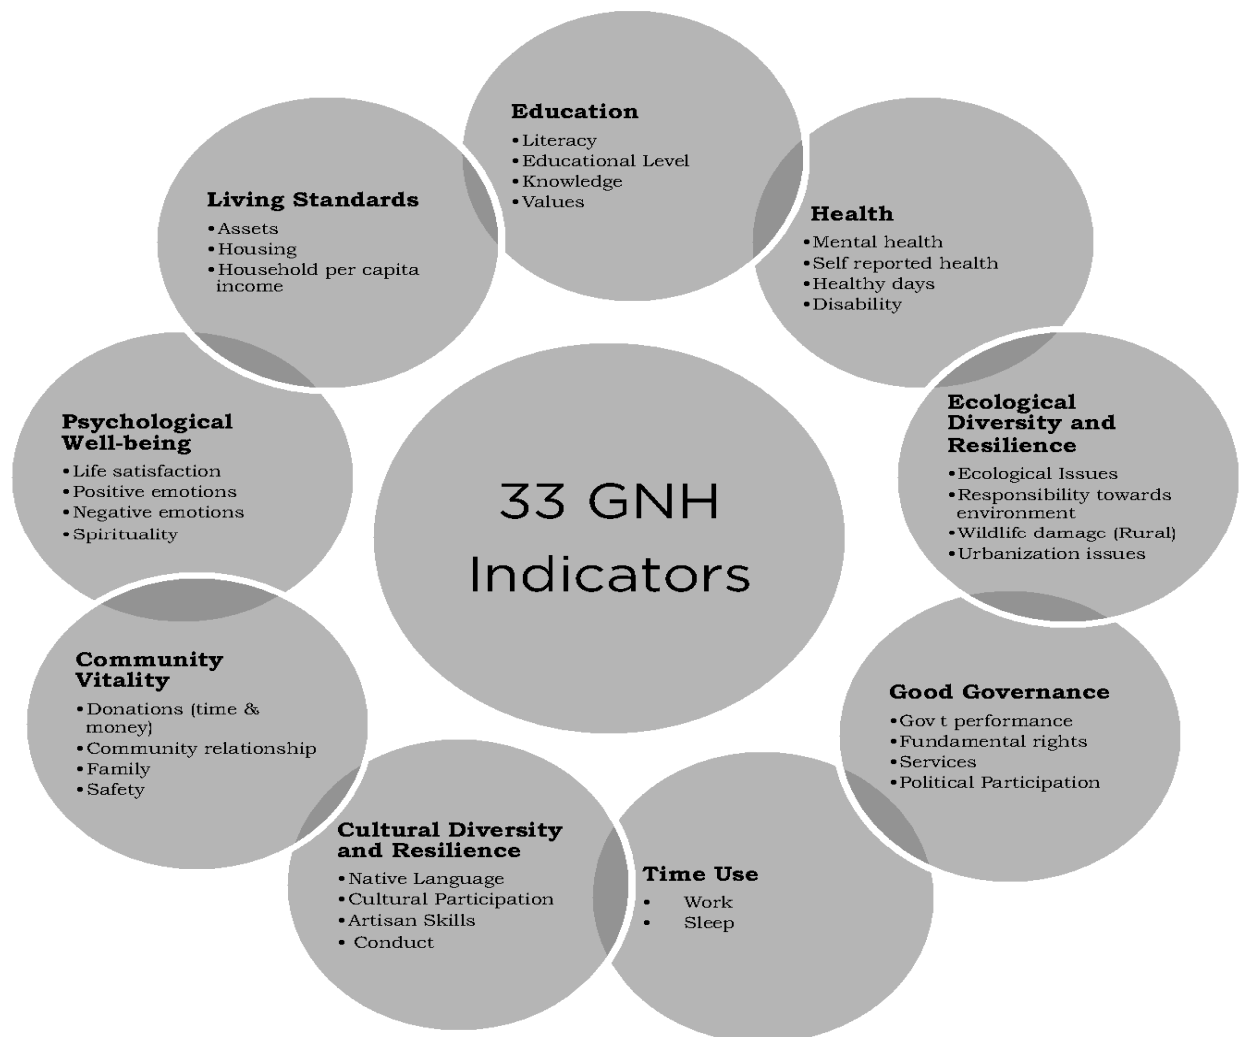 Education
•Literacy
•Educational Level
•Knowledge
•Values
Health
•Mental health
•Self reported health
•Healthy days
•Disability
Ecological
Diversity and
Resilience
•Ecological Issues
•Responsibility towards
environment
•Wildlife damage (Rural)
•Urbanization issues
Good Governance
•Gov t performance
•Fundamental rights
•Services
•Political Participation
Time Use
• Work
• Sleep
Cultural Diversity
and Resilience
•Native Language
•Cultural Participation
•Artisan Skills
• Conduct
Community
Vitality
•Donations (time &
money)
•Community relationship
•Family
•Safety
Psychological
Well-being
•Life satisfaction
•Positive emotions
•Negative emotions
•Spirituality
Living Standards
•Assets
•Housing
•Household per capita
income
33 GNH
Indicators